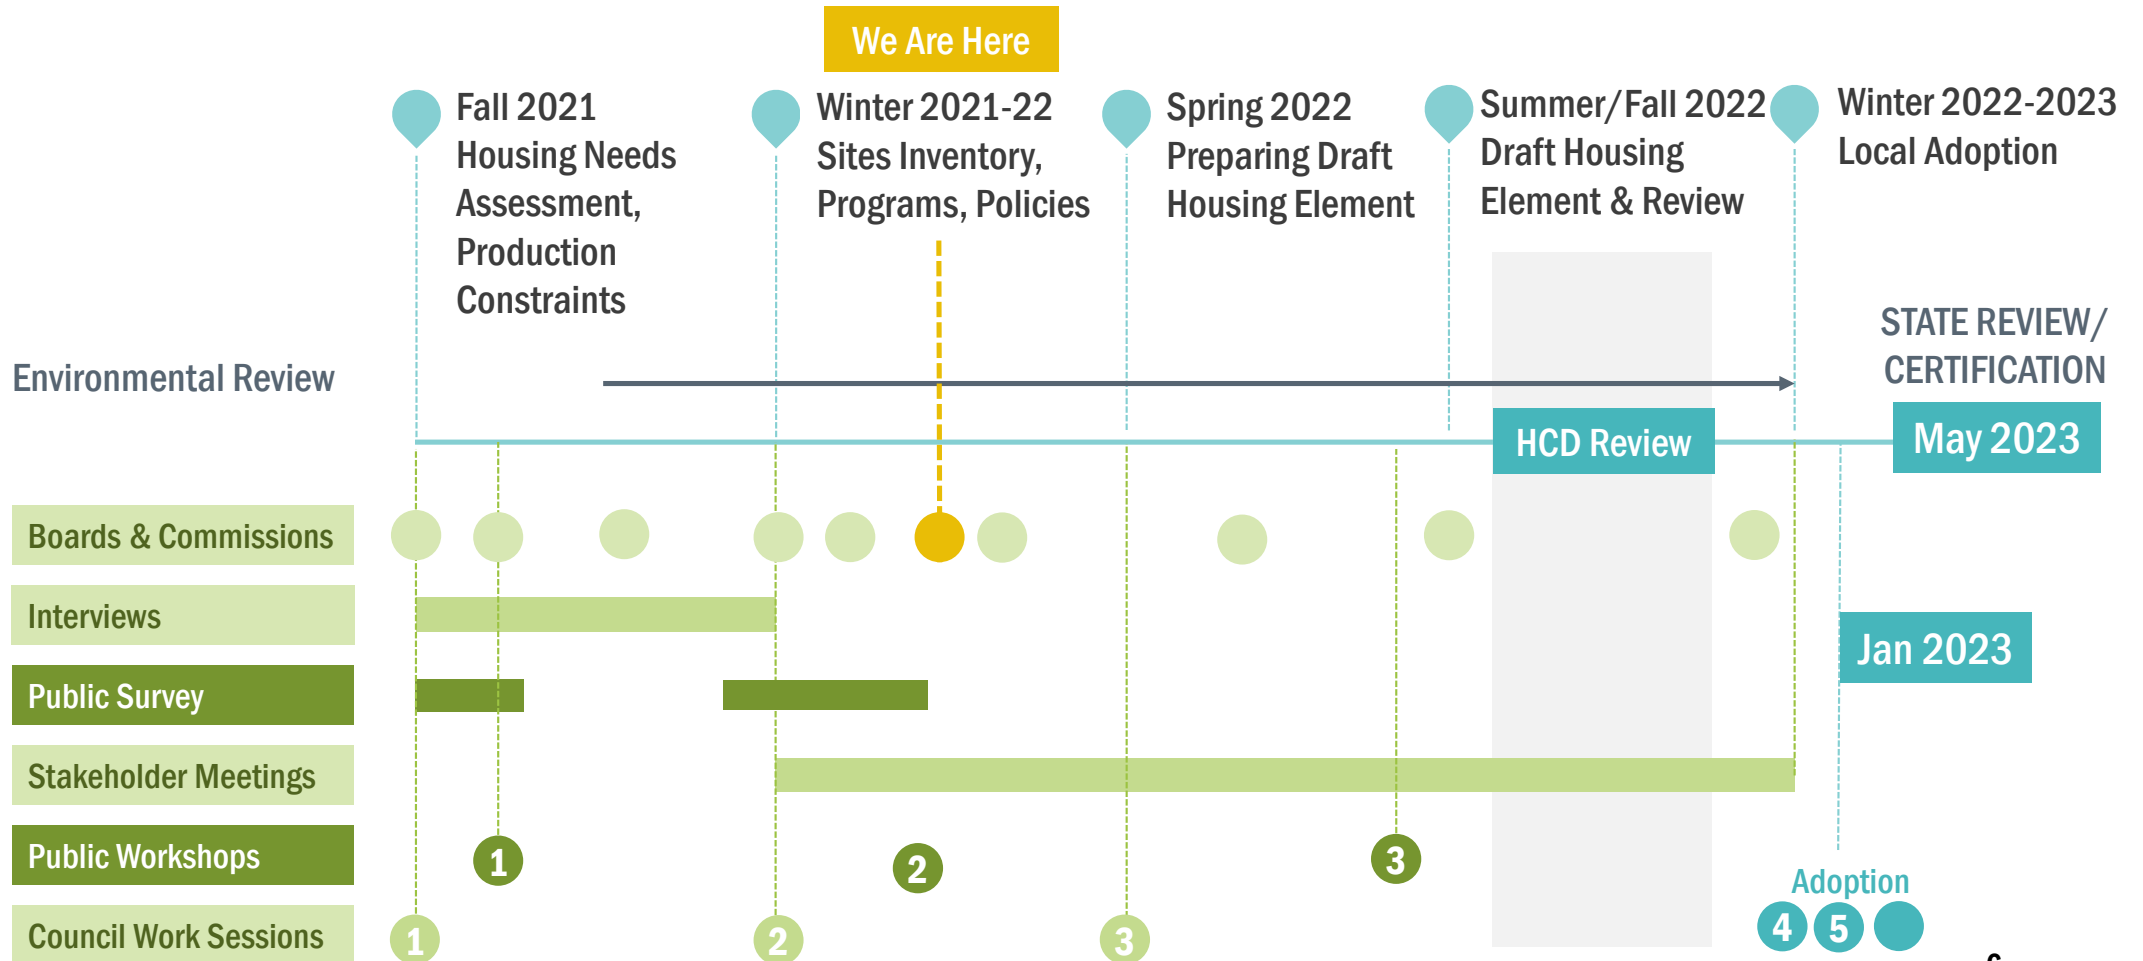 We Are Here
Fall 2021
Housing Needs
Assessment,
Production
Constraints
Winter 2021-22
Sites Inventory,
Programs, Policies
Spring 2022
Preparing Draft
Housing Element
Summer/Fall 2022
Draft Housing
Element & Review
Winter 2022-2023
Local Adoption
STATE REVIEW/
CERTIFICATION
Environmental Review
HCD Review
May 2023
Boards & Commissions
Interviews
Jan 2023
Public Survey
Stakeholder Meetings
Public Workshops
1
2
3
Adoption
Council Work Sessions
1
2
3
4
5